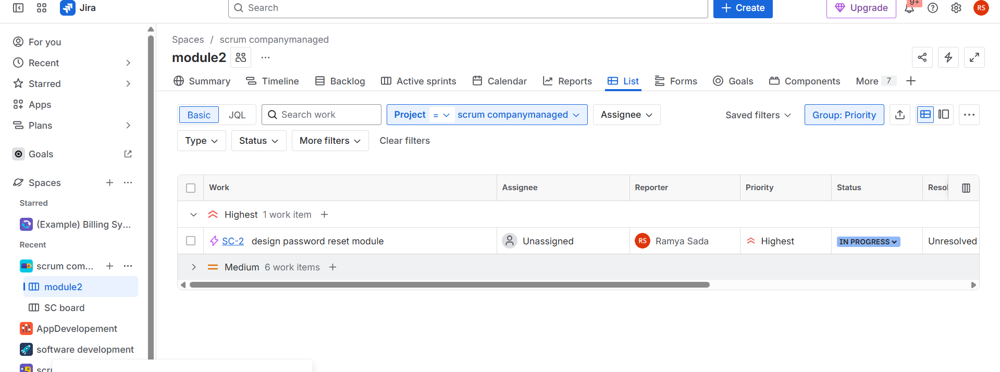 Jira
Search
Create
Upgrade
9+
RS
For you
Recent
Starred
Apps
Plans
Goals
Spaces
Starred
(Example) Billing Sy...
Recent
scrum com...
module2
SC board
AppDevelopement
software development
Spaces / scrum companymanaged
module2
Summary Timeline Backlog Active sprints Calendar Reports List Forms Goals Components More 7
Basic JQL Search work Project = scrum companymanaged Assignee Saved filters Group: Priority
Type Status More filters Clear filters
Work Assignee Reporter Priority Status Resol
Highest 1 work item
SC-2 design password reset module Unassigned RS Ramya Sada Highest IN PROGRESS Unresolved
Medium 6 work items